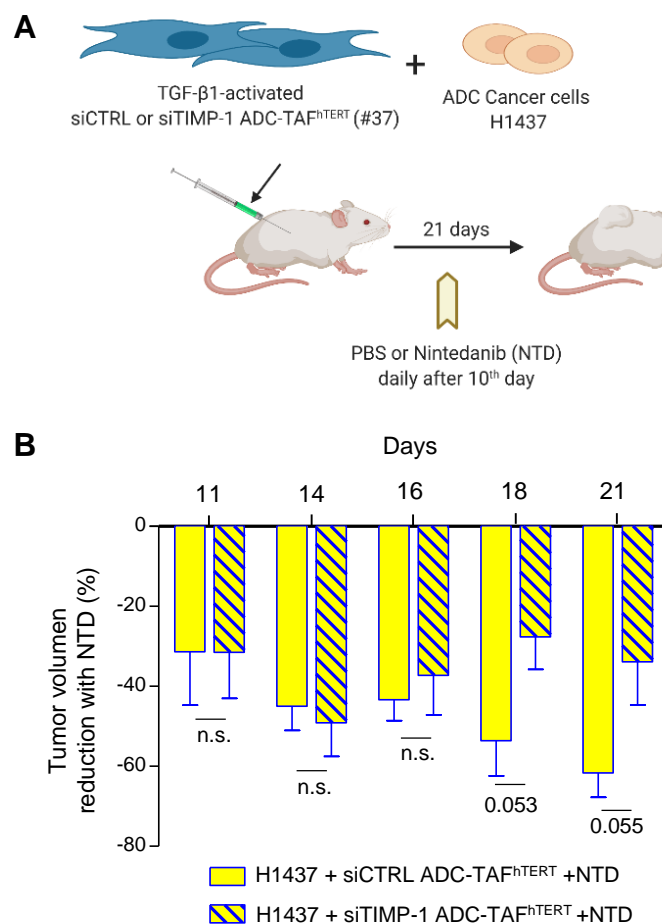 A
+
TGF-β1-activated
siCTRL or siTIMP-1 ADC-TAFhTERT (#37)
ADC Cancer cells
H1437
21 days
PBS or Nintedanib (NTD)
daily after 10th day
B
Days
11 14 16 18 21
Tumor volumen
reduction with NTD (%)
0
-20
-40
-60
-80
n.s.
n.s.
n.s.
0.053
0.055
H1437 + siCTRL ADC-TAFhTERT +NTD
H1437 + siTIMP-1 ADC-TAFhTERT +NTD